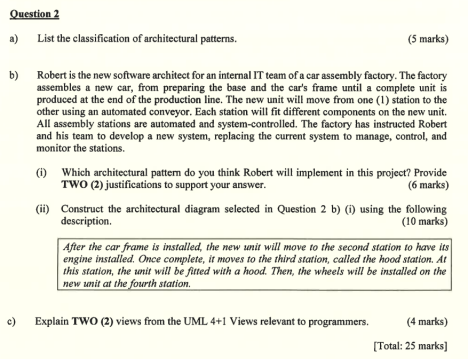 Question 2
a) List the classification of architectural patterns. (5 marks)
b) Robert is the new software architect for an internal IT team of a car assembly factory. The factory
assembles a new car, from preparing the base and the car's frame until a complete unit is
produced at the end of the production line. The new unit will move from one (1) station to the
other using an automated conveyor. Each station will fit different components on the new unit.
All assembly stations are automated and system-controlled. The factory has instructed Robert
and his team to develop a new system, replacing the current system to manage, control, and
monitor the stations.
(i) Which architectural pattern do you think Robert will implement in this project? Provide
TWO (2) justifications to support your answer. (6 marks)
(ii) Construct the architectural diagram selected in Question 2 b) (i) using the following
description. (10 marks)
After the car frame is installed, the new unit will move to the second station to have its
engine installed. Once complete, it moves to the third station, called the hood station. At
this station, the unit will be fitted with a hood. Then, the wheels will be installed on the
new unit at the fourth station.
c) Explain TWO (2) views from the UML 4+1 Views relevant to programmers. (4 marks)
[Total: 25 marks]